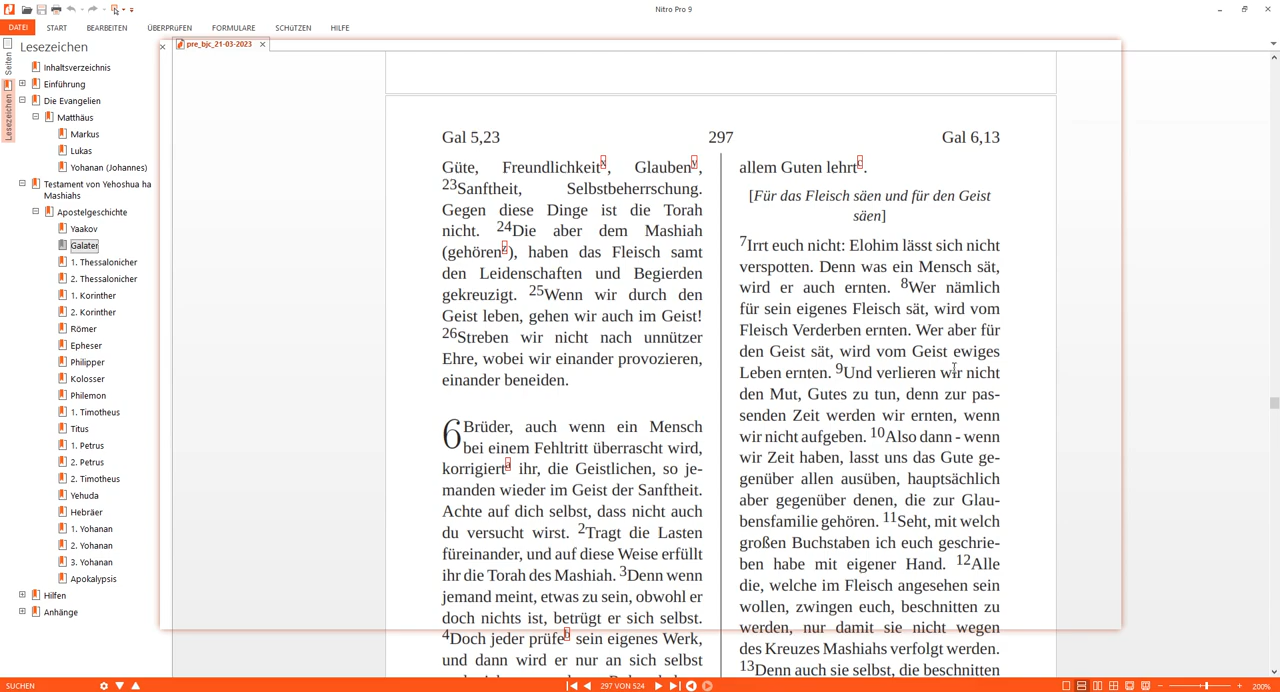 Nitro Pro 9
DATEI START BEARBEITEN ÜBERPRüFEN FORMULARE SCHüTZEN HILFE
Seiten
Lesezeichen
Lesezeichen
Inhaltsverzeichnis
Einführung
Die Evangelien
Matthäus
Markus
Lukas
Yohanan (Johannes)
Testament von Yehoshua ha
Mashiahs
Apostelgeschichte
Yaakov
Galater
1. Thessalonicher
2. Thessalonicher
1. Korinther
2. Korinther
Römer
Epheser
Philipper
Kolosser
Philemon
1. Timotheus
Titus
1. Petrus
2. Petrus
2. Timotheus
Yehuda
Hebräer
1. Yohanan
2. Yohanan
3. Yohanan
Apokalypsis
Hilfen
Anhänge
pre_bjc_21-03-2023
Gal 5,23 297 Gal 6,13
Güte, Freundlichkeitx, Glaubeny,
23Sanftheit, Selbstbeherrschung.
Gegen diese Dinge ist die Torah
nicht. 24Die aber dem Mashiah
(gehörenz), haben das Fleisch samt
den Leidenschaften und Begierden
gekreuzigt. 25Wenn wir durch den
Geist leben, gehen wir auch im Geist!
26Streben wir nicht nach unnützer
Ehre, wobei wir einander provozieren,
einander beneiden.
6 Brüder, auch wenn ein Mensch
bei einem Fehltritt überrascht wird,
korrigierta ihr, die Geistlichen, so je-
manden wieder im Geist der Sanftheit.
Achte auf dich selbst, dass nicht auch
du versucht wirst. 2Tragt die Lasten
füreinander, und auf diese Weise erfüllt
ihr die Torah des Mashiah. 3Denn wenn
jemand meint, etwas zu sein, obwohl er
doch nichts ist, betrügt er sich selbst.
4Doch jeder prüfeb sein eigenes Werk,
und dann wird er nur an sich selbst
allem Guten lehrtc.
[Für das Fleisch säen und für den Geist
säen]
7Irrt euch nicht: Elohim lässt sich nicht
verspotten. Denn was ein Mensch sät,
wird er auch ernten. 8Wer nämlich
für sein eigenes Fleisch sät, wird vom
Fleisch Verderben ernten. Wer aber für
den Geist sät, wird vom Geist ewiges
Leben ernten. 9Und verlieren wir nicht
den Mut, Gutes zu tun, denn zur pas-
senden Zeit werden wir ernten, wenn
wir nicht aufgeben. 10Also dann - wenn
wir Zeit haben, lasst uns das Gute ge-
genüber allen ausüben, hauptsächlich
aber gegenüber denen, die zur Glau-
bensfamilie gehören. 11Seht, mit welch
großen Buchstaben ich euch geschrie-
ben habe mit eigener Hand. 12Alle
die, welche im Fleisch angesehen sein
wollen, zwingen euch, beschnitten zu
werden, nur damit sie nicht wegen
des Kreuzes Mashiahs verfolgt werden.
13Denn auch sie selbst, die beschnitten
SUCHEN 297 VON 524 200%